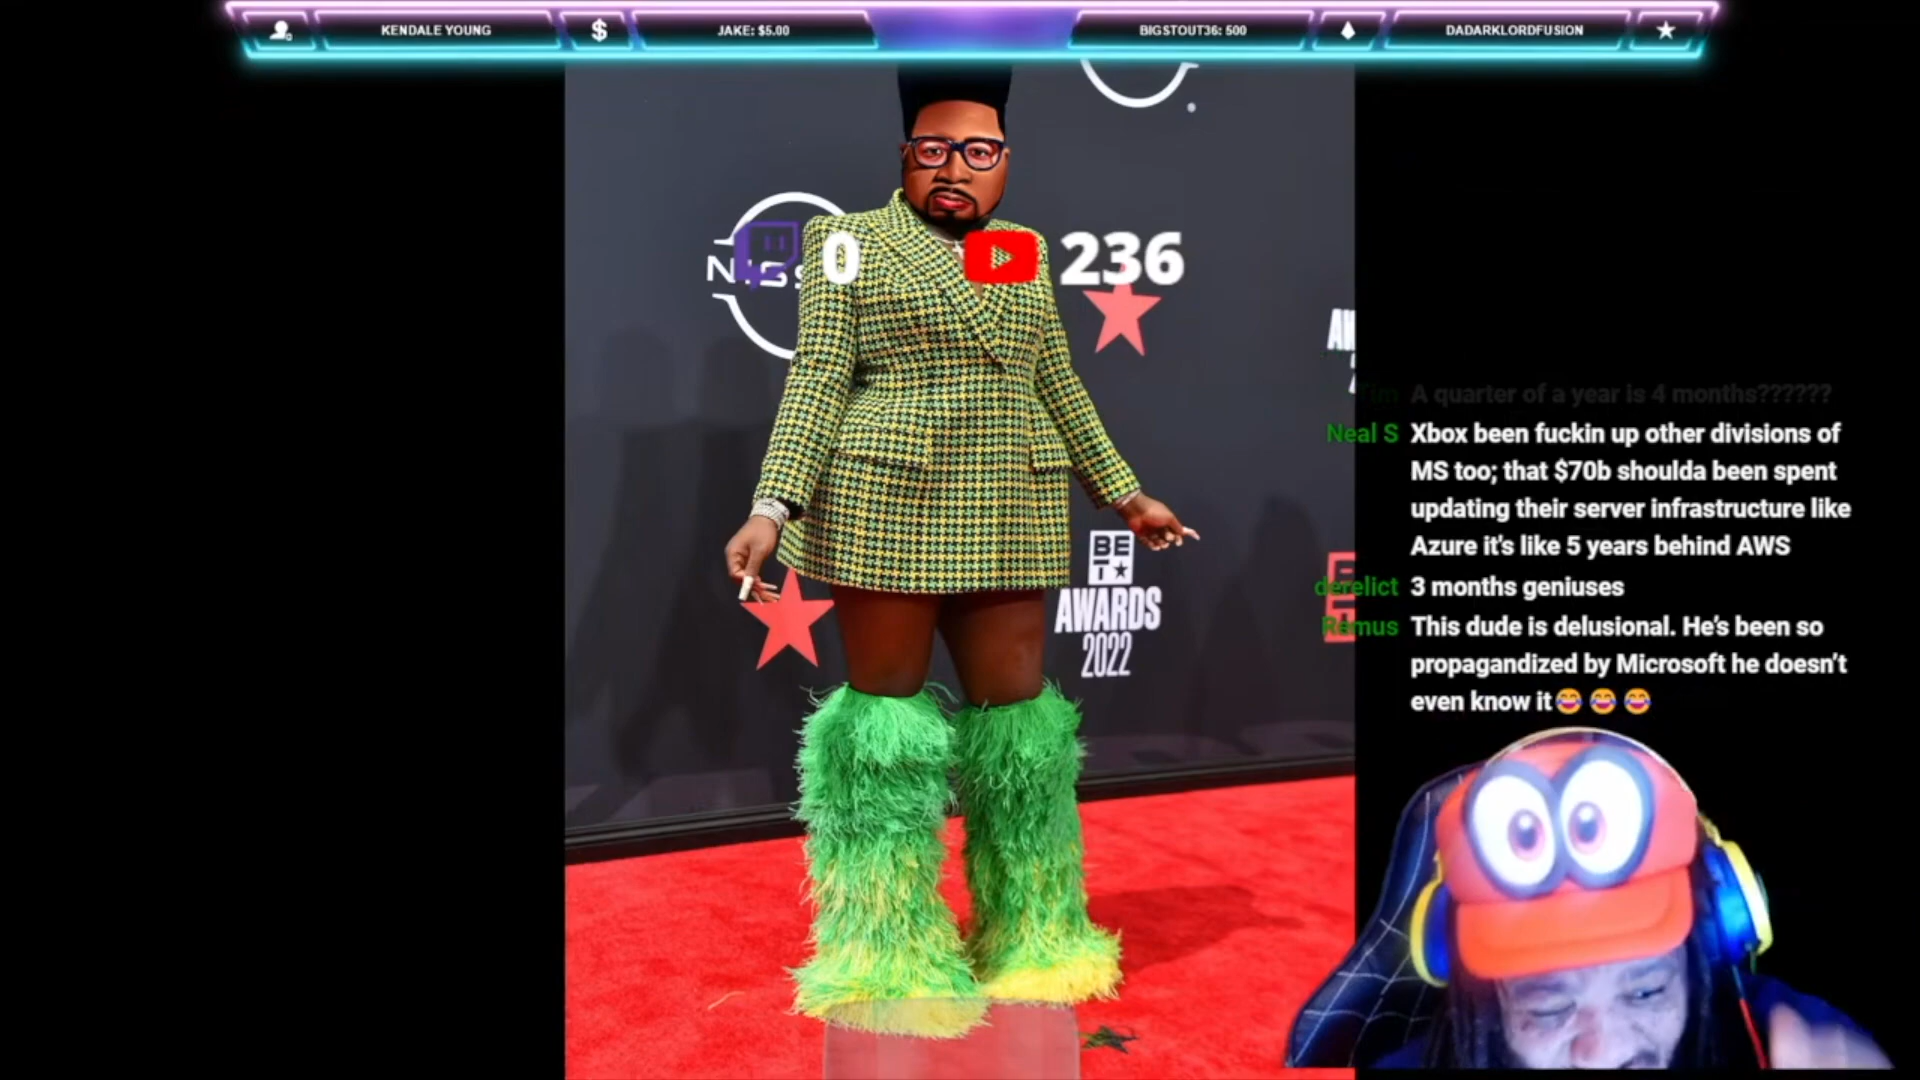 KENDALE YOUNG
$
JAKE: $5.00
BIGSTOUT36: 500
DADARKLORDFUSION
0
236
BE
T
AWARDS
2022
Tim A quarter of a year is 4 months??????
Neal S Xbox been fuckin up other divisions of
MS too; that $70b shoulda been spent
updating their server infrastructure like
Azure it's like 5 years behind AWS
derelict 3 months geniuses
Remus This dude is delusional. He's been so
propagandized by Microsoft he doesn't
even know it😂 😂 😂